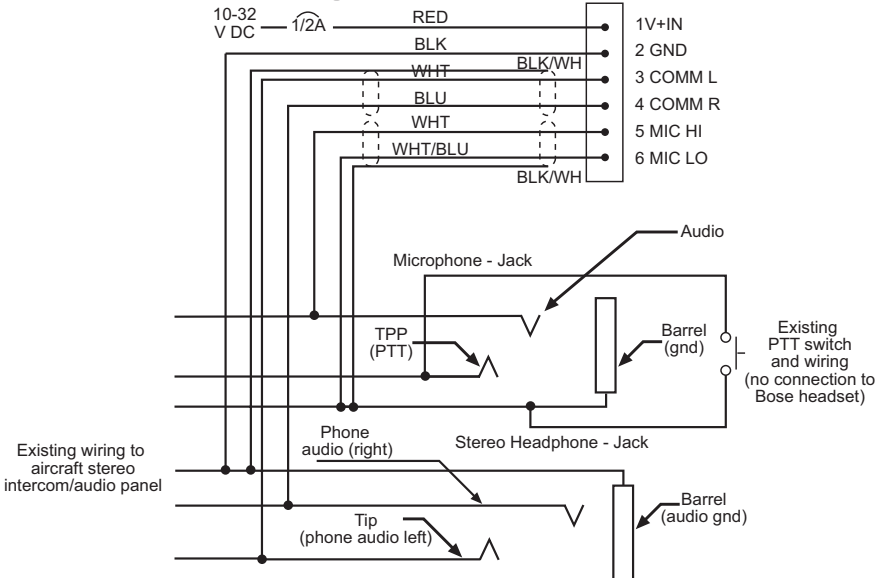 10-32
V DC
1/2A
RED
1V+IN
BLK
2 GND
BLK/WH
WHT
3 COMM L
BLU
4 COMM R
WHT
5 MIC HI
WHT/BLU
6 MIC LO
BLK/WH
Audio
Microphone - Jack
TPP
(PTT)
Barrel
(gnd)
Existing
PTT switch
and wiring
(no connection to
Bose headset)
Phone
audio (right)
Stereo Headphone - Jack
Existing wiring to
aircraft stereo
intercom/audio panel
Barrel
(audio gnd)
Tip
(phone audio left)